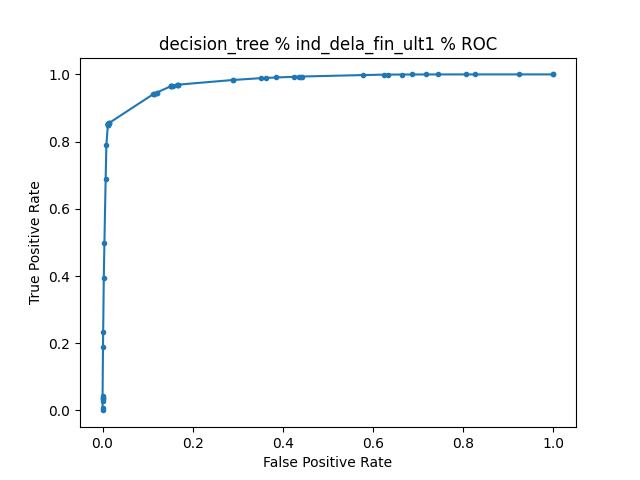 decision_tree % ind_dela_fin_ult1 % ROC
True Positive Rate
1.0
0.8
0.6
0.4
0.2
0.0
0.0 0.2 0.4 0.6 0.8 1.0
False Positive Rate